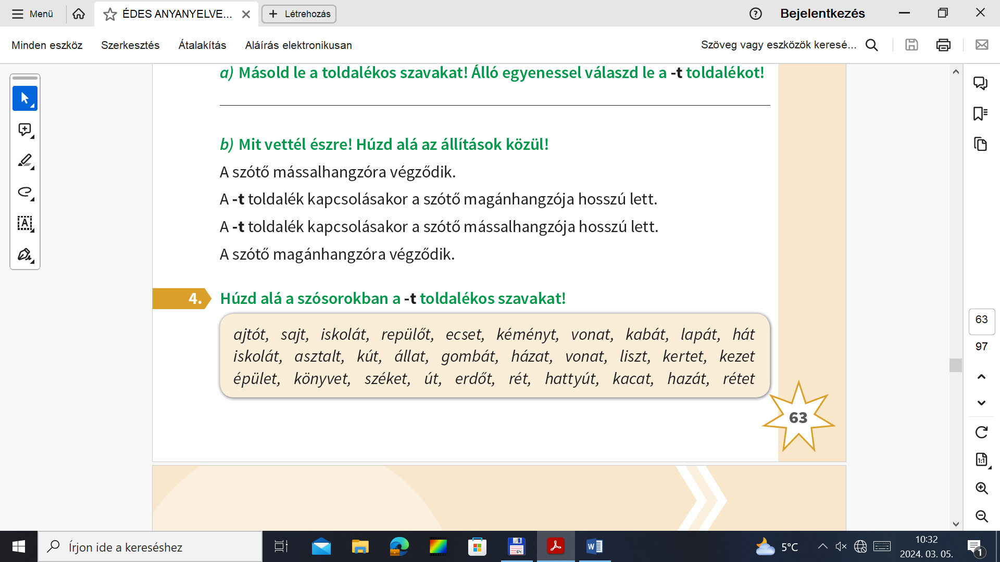 Menü
ÉDES ANYANYELVE...
Létrehozás
Bejelentkezés
Minden eszköz
Szerkesztés
Átalakítás
Aláírás elektronikusan
Szöveg vagy eszközök keresé...
a) Másold le a toldalékos szavakat! Álló egyenessel válaszd le a -t toldalékot!
b) Mit vettél észre! Húzd alá az állítások közül!
A szótő mássalhangzóra végződik.
A -t toldalék kapcsolásakor a szótő magánhangzója hosszú lett.
A -t toldalék kapcsolásakor a szótő mássalhangzója hosszú lett.
A szótő magánhangzóra végződik.
4. Húzd alá a szósorokban a -t toldalékos szavakat!
ajtót, sajt, iskolát, repülőt, ecset, kéményt, vonat, kabát, lapát, hát
iskolát, asztalt, kút, állat, gombát, házat, vonat, liszt, kertet, kezet
épület, könyvet, széket, út, erdőt, rét, hattyút, kacat, hazát, rétet
63
63
97
1:1
Írjon ide a kereséshez
5°C
10:32
2024. 03. 05.
1